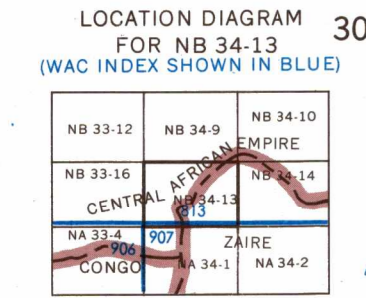 LOCATION DIAGRAM
FOR NB 34-13
(WAC INDEX SHOWN IN BLUE)
30
NB 33-12 NB 34-9 NB 34-10
CENTRAL AFRICAN EMPIRE
NB 33-16 NB 34-13 NB 34-14
813
NA 33-4 907 ZAIRE
906
CONGO NA 34-1 NA 34-2